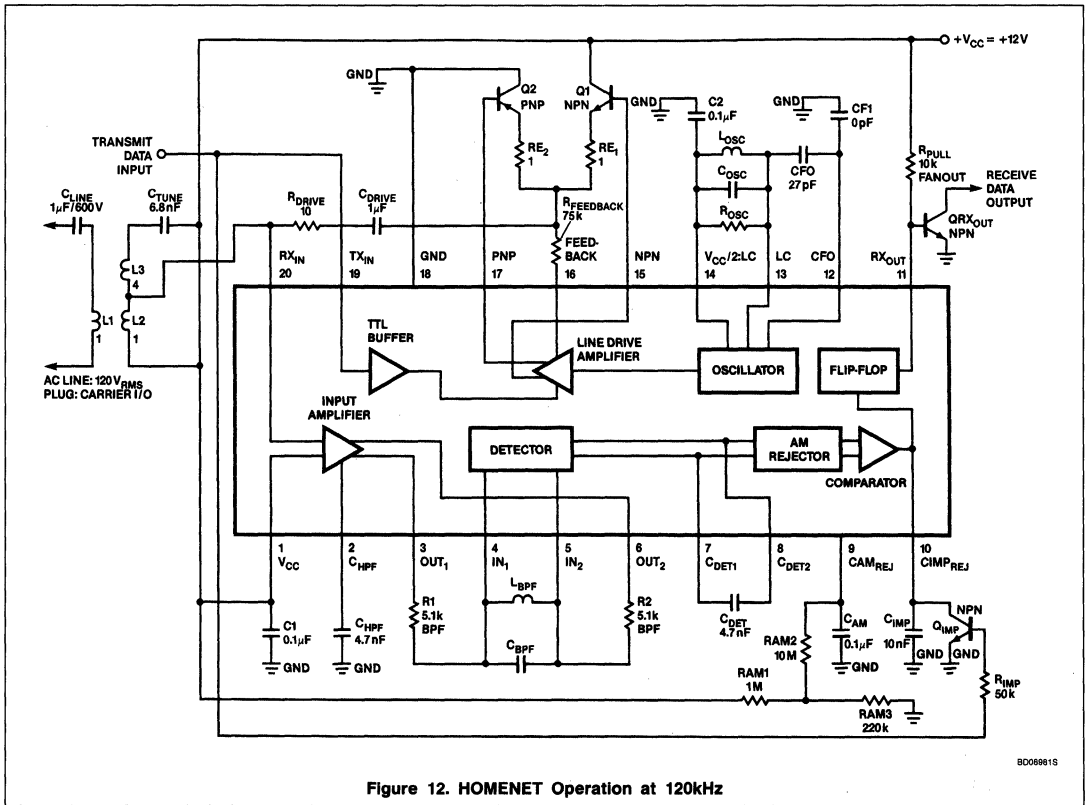 +VCC = +12V
GND
Q2
PNP
Q1
NPN
GND
C2
0.1μF
GND
CF1
0pF
TRANSMIT
DATA
INPUT
RE2
1
RE1
1
LOSC
COSC
ROSC
CFO
27pF
RPULL
10k
FANOUT
RECEIVE
DATA
OUTPUT
QRXOUT
NPN
CLINE
1μF/600V
CTUNE
6.8nF
RDRIVE
10
CDRIVE
1μF
RFEEDBACK
75k
FEED-
BACK
RXIN
20
TXIN
19
GND
18
PNP
17
16
NPN
15
VCC/2:LC
14
LC
13
CFO
12
RXOUT
11
L3
4
L1
1
L2
1
TTL
BUFFER
LINE DRIVE
AMPLIFIER
OSCILLATOR
FLIP-FLOP
AC LINE: 120VRMS
PLUG: CARRIER I/O
INPUT
AMPLIFIER
DETECTOR
AM
REJECTOR
COMPARATOR
1
VCC
2
CHPF
3
OUT1
4
IN1
5
IN2
6
OUT2
7
CDET1
8
CDET2
9
CAMREJ
10
CIMPREJ
C1
0.1μF
GND
CHPF
4.7nF
GND
R1
5.1k
BPF
LBPF
CBPF
R2
5.1k
BPF
CDET
4.7nF
RAM2
10M
CAM
0.1μF
GND
CIMP
10nF
GND
NPN
QIMP
GND
RIMP
50k
RAM1
1M
RAM3
220k
BD08981S
Figure 12. HOMENET Operation at 120kHz